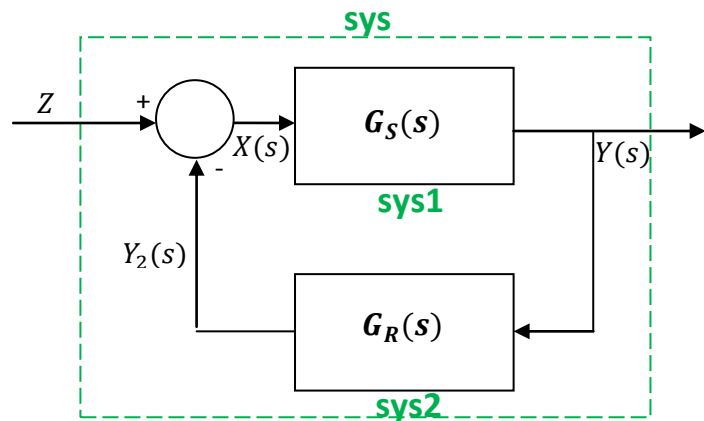 sys
Z
+
X(s)
G_S(s)
Y(s)
-
sys1
Y_2(s)
G_R(s)
sys2